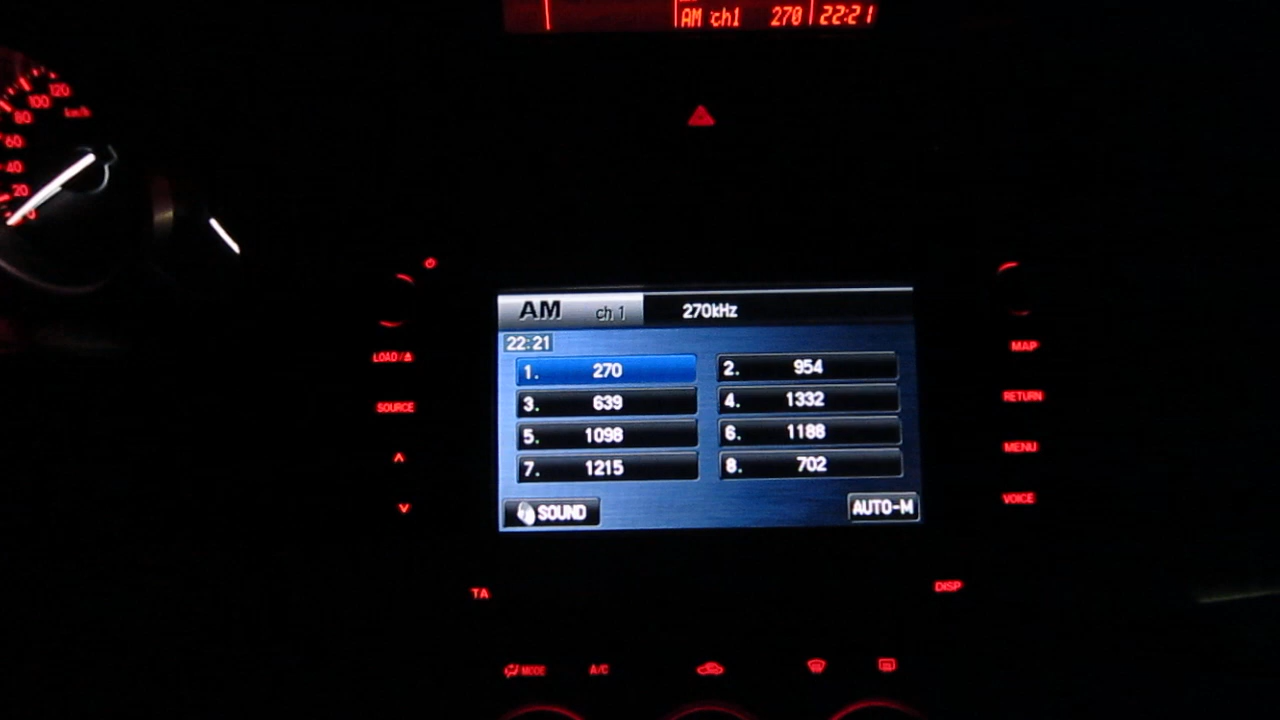 AM ch1 270 22:21
120
100
km/h
80
60
40
20
0
AM ch 1 270kHz
22:21
1. 270 2. 954
3. 639 4. 1332
5. 1098 6. 1188
7. 1215 8. 702
SOUND AUTO-M
LOAD/
SOURCE
MAP
RETURN
MENU
VOICE
TA DISP
MODE A/C